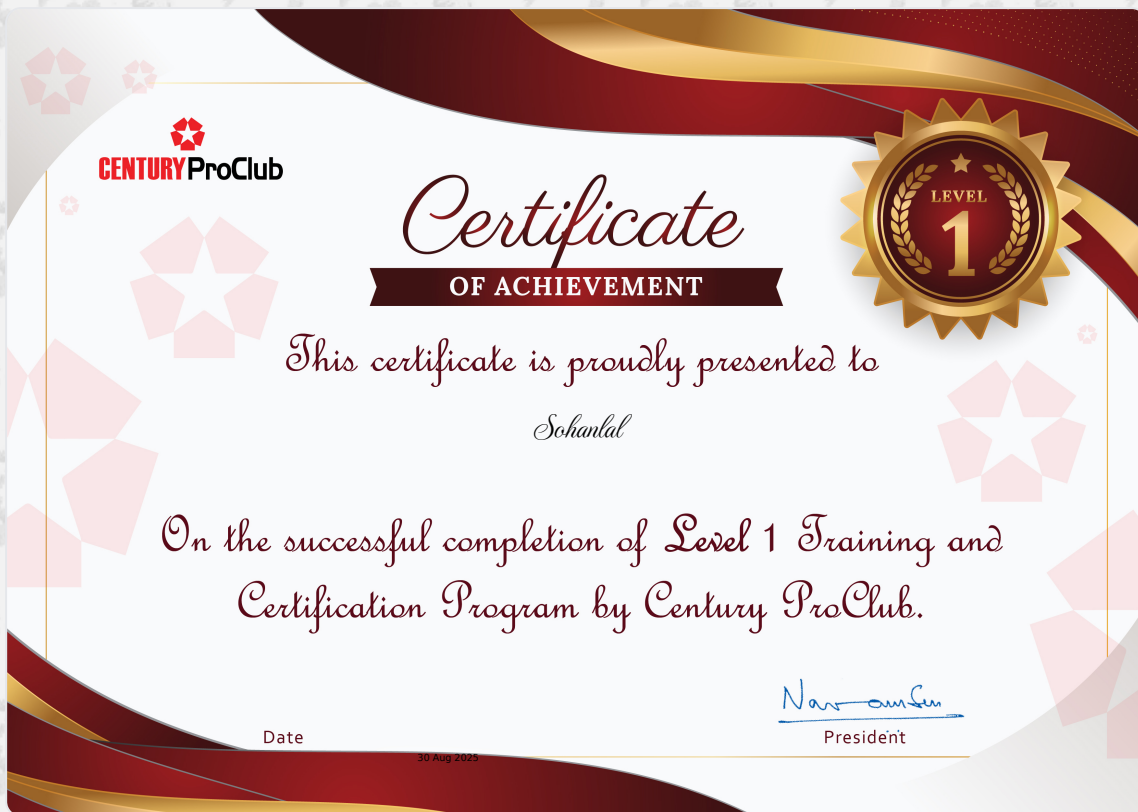 CENTURY ProClub
LEVEL
1
Certificate
OF ACHIEVEMENT
This certificate is proudly presented to
Sohanlal
On the successful completion of Level 1 Training and
Certification Program by Century ProClub.
Date
President
30 Aug 2025